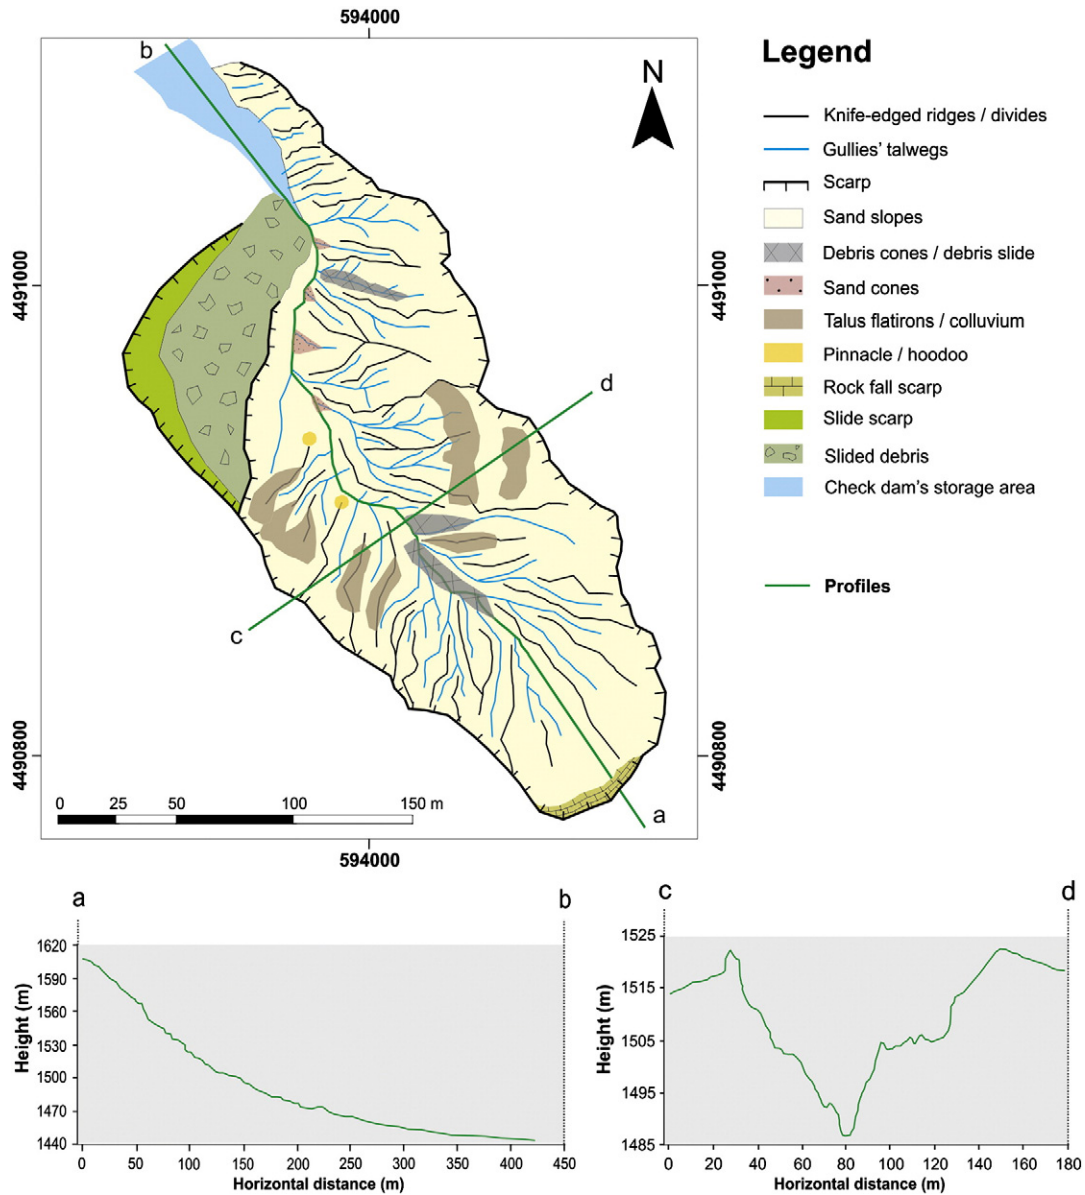 594000
b
N
4491000
4491000
d
c
4490800
4490800
a
0 25 50 100 150 m
594000
Legend
Knife-edged ridges / divides
Gullies' talwegs
Scarp
Sand slopes
Debris cones / debris slide
Sand cones
Talus flatirons / colluvium
Pinnacle / hoodoo
Rock fall scarp
Slide scarp
Slided debris
Check dam's storage area
Profiles
a b
1620
1590
1560
1530
1500
1470
1440
Height (m)
0 50 100 150 200 250 300 350 400 450
Horizontal distance (m)
c d
1525
1515
1505
1495
1485
Height (m)
0 20 40 60 80 100 120 140 160 180
Horizontal distance (m)